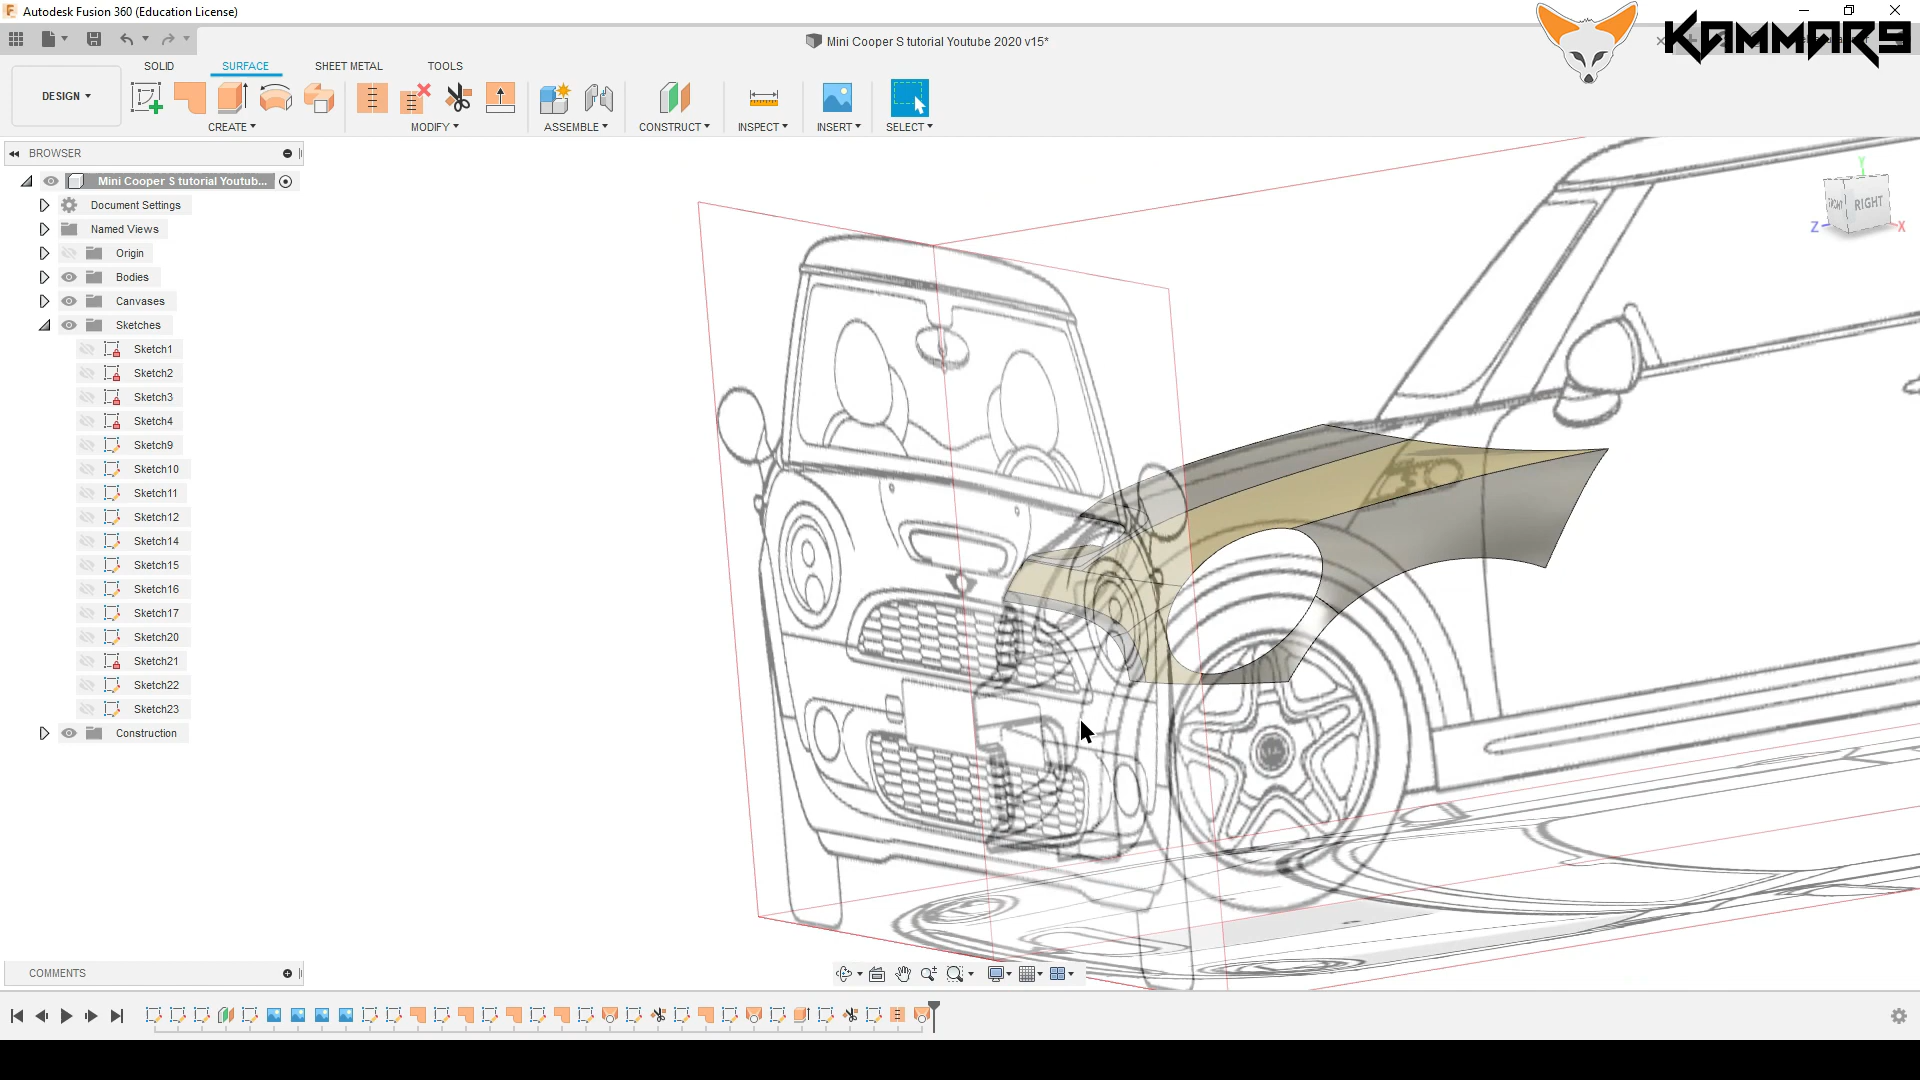 Autodesk Fusion 360 (Education License)
KAMMAR9
Mini Cooper S tutorial Youtube 2020 v15*
SOLID
SURFACE
SHEET METAL
TOOLS
DESIGN
CREATE
MODIFY
ASSEMBLE
CONSTRUCT
INSPECT
INSERT
SELECT
BROWSER
Mini Cooper S tutorial Youtub...
Document Settings
Named Views
Origin
Bodies
Canvases
Sketches
Sketch1
Sketch2
Sketch3
Sketch4
Sketch9
Sketch10
Sketch11
Sketch12
Sketch14
Sketch15
Sketch16
Sketch17
Sketch20
Sketch21
Sketch22
Sketch23
Construction
Y
FRONT
RIGHT
Z
X
COMMENTS